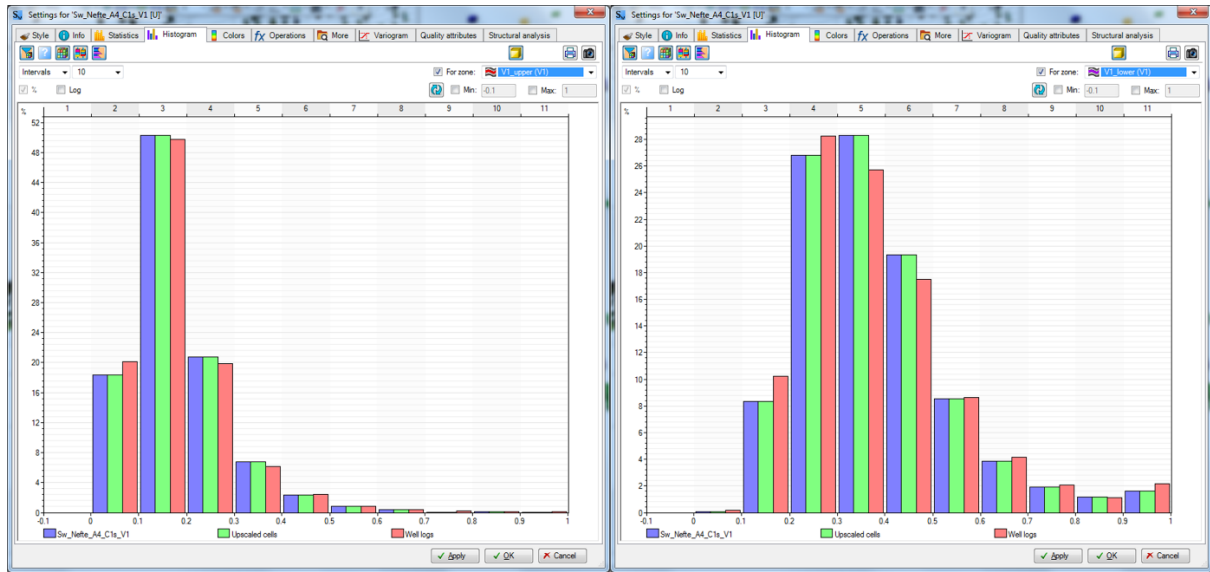 Settings for 'Sw_Nefte_A4_C1s_V1 [U]'
Style Info Statistics Histogram Colors fx Operations More Variogram Quality attributes Structural analysis
Intervals 10 For zone: V1_upper (V1)
% Log Min: -0.1 Max: 1
1 2 3 4 5 6 7 8 9 10 11
%
52
48
44
40
36
32
28
24
20
16
12
8
4
0
-0.1 0 0.1 0.2 0.3 0.4 0.5 0.6 0.7 0.8 0.9 1
Sw_Nefte_A4_C1s_V1 Upscaled cells Well logs
Apply OK Cancel
Settings for 'Sw_Nefte_A4_C1s_V1 [U]'
Style Info Statistics Histogram Colors fx Operations More Variogram Quality attributes Structural analysis
Intervals 10 For zone: V1_lower (V1)
% Log Min: -0.1 Max: 1
1 2 3 4 5 6 7 8 9 10 11
%
28
26
24
22
20
18
16
14
12
10
8
6
4
2
0
-0.1 0 0.1 0.2 0.3 0.4 0.5 0.6 0.7 0.8 0.9 1
Sw_Nefte_A4_C1s_V1 Upscaled cells Well logs
Apply OK Cancel